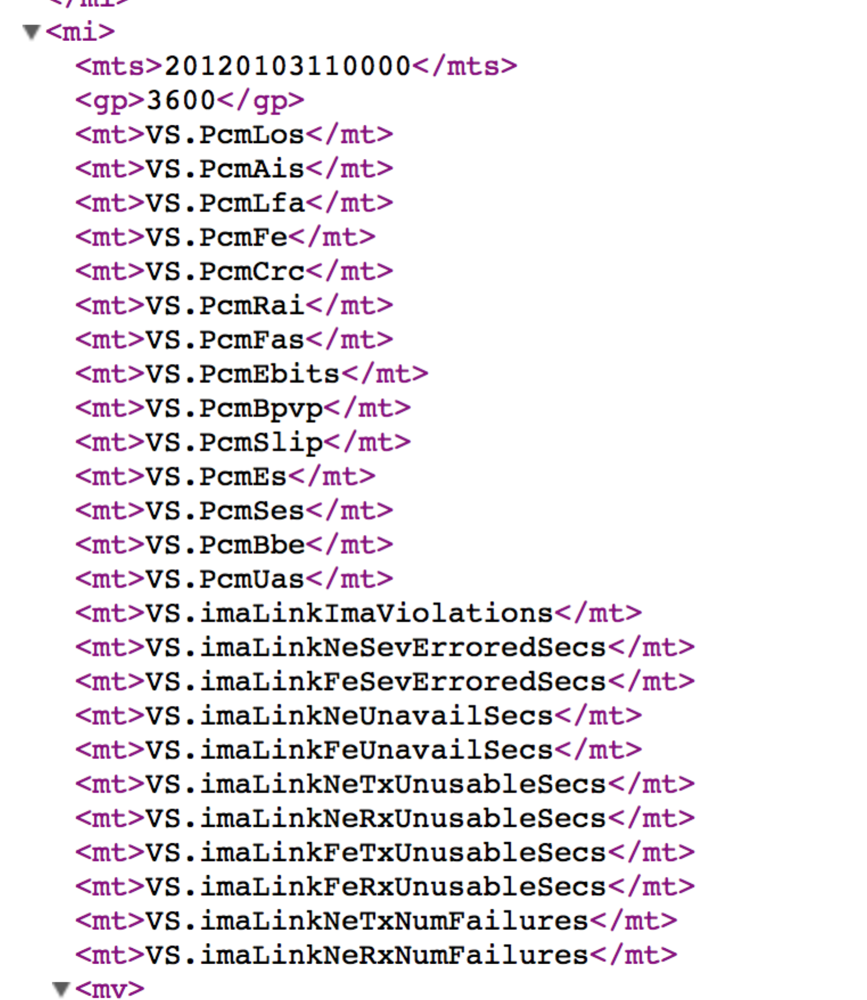 </mi>
<mi>
<mts>20120103110000</mts>
<gp>3600</gp>
<mt>VS.PcmLos</mt>
<mt>VS.PcmAis</mt>
<mt>VS.PcmLfa</mt>
<mt>VS.PcmFe</mt>
<mt>VS.PcmCrc</mt>
<mt>VS.PcmRai</mt>
<mt>VS.PcmFas</mt>
<mt>VS.PcmEbits</mt>
<mt>VS.PcmBpvp</mt>
<mt>VS.PcmSlip</mt>
<mt>VS.PcmEs</mt>
<mt>VS.PcmSes</mt>
<mt>VS.PcmBbe</mt>
<mt>VS.PcmUas</mt>
<mt>VS.imaLinkImaViolations</mt>
<mt>VS.imaLinkNeSevErroredSecs</mt>
<mt>VS.imaLinkFeSevErroredSecs</mt>
<mt>VS.imaLinkNeUnavailSecs</mt>
<mt>VS.imaLinkFeUnavailSecs</mt>
<mt>VS.imaLinkNeTxUnusableSecs</mt>
<mt>VS.imaLinkNeRxUnusableSecs</mt>
<mt>VS.imaLinkFeTxUnusableSecs</mt>
<mt>VS.imaLinkFeRxUnusableSecs</mt>
<mt>VS.imaLinkNeTxNumFailures</mt>
<mt>VS.imaLinkNeRxNumFailures</mt>
<mv>